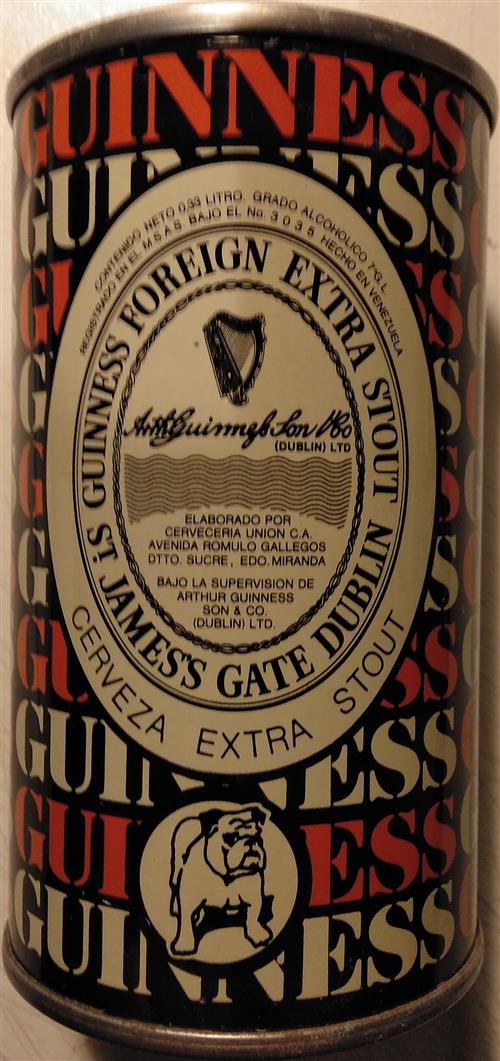 GUINNESS
GUINNESS
CONTENIDO NETO 0,33 LITRO. GRADO ALCOHOLICO 7°G.L.
REGISTRADO EN EL M.S.A.S. BAJO EL No. 3035 HECHO EN VENEZUELA
GUINNESS FOREIGN EXTRA STOUT
Arth Guinness Son & Co
(DUBLIN) LTD
ELABORADO POR
CERVECERIA UNION C.A.
AVENIDA ROMULO GALLEGOS
DTTO. SUCRE, EDO. MIRANDA
BAJO LA SUPERVISION DE
ARTHUR GUINNESS
SON & CO.
(DUBLIN) LTD.
ST. JAMES'S GATE DUBLIN
CERVEZA EXTRA STOUT
GUINNESS
GUINNESS
GUINNESS